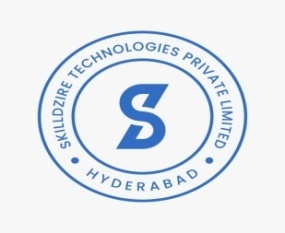 SKILLDZIRE TECHNOLOGIES PRIVATE LIMITED
S
HYDERABAD